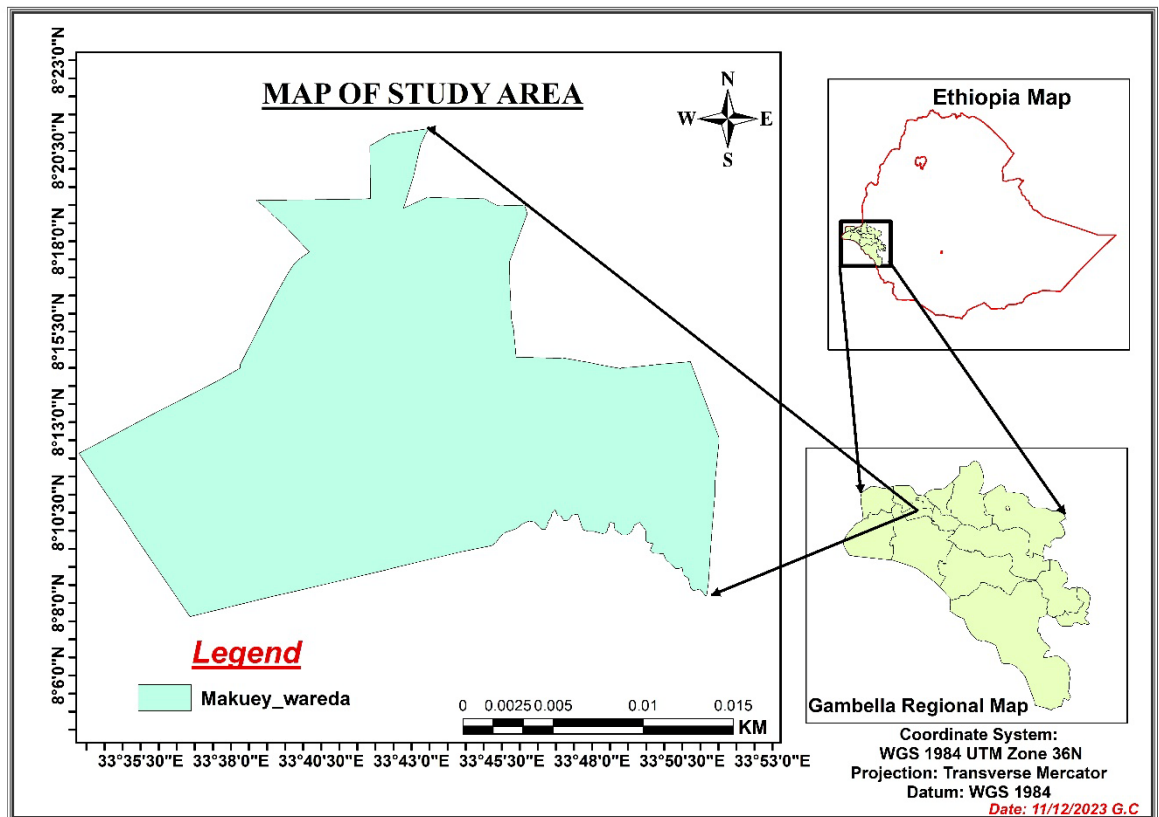 MAP OF STUDY AREA
N
W E
S
Ethiopia Map
8°23'0"N
8°20'30"N
8°18'0"N
8°15'30"N
8°13'0"N
8°10'30"N
8°8'0"N
8°6'0"N
Legend
Makuey_wareda
0 0.0025 0.005 0.01 0.015
KM
33°35'30"E 33°38'0"E 33°40'30"E 33°43'0"E 33°45'30"E 33°48'0"E 33°50'30"E 33°53'0"E
Gambella Regional Map
Coordinate System:
WGS 1984 UTM Zone 36N
Projection: Transverse Mercator
Datum: WGS 1984
Date: 11/12/2023 G.C